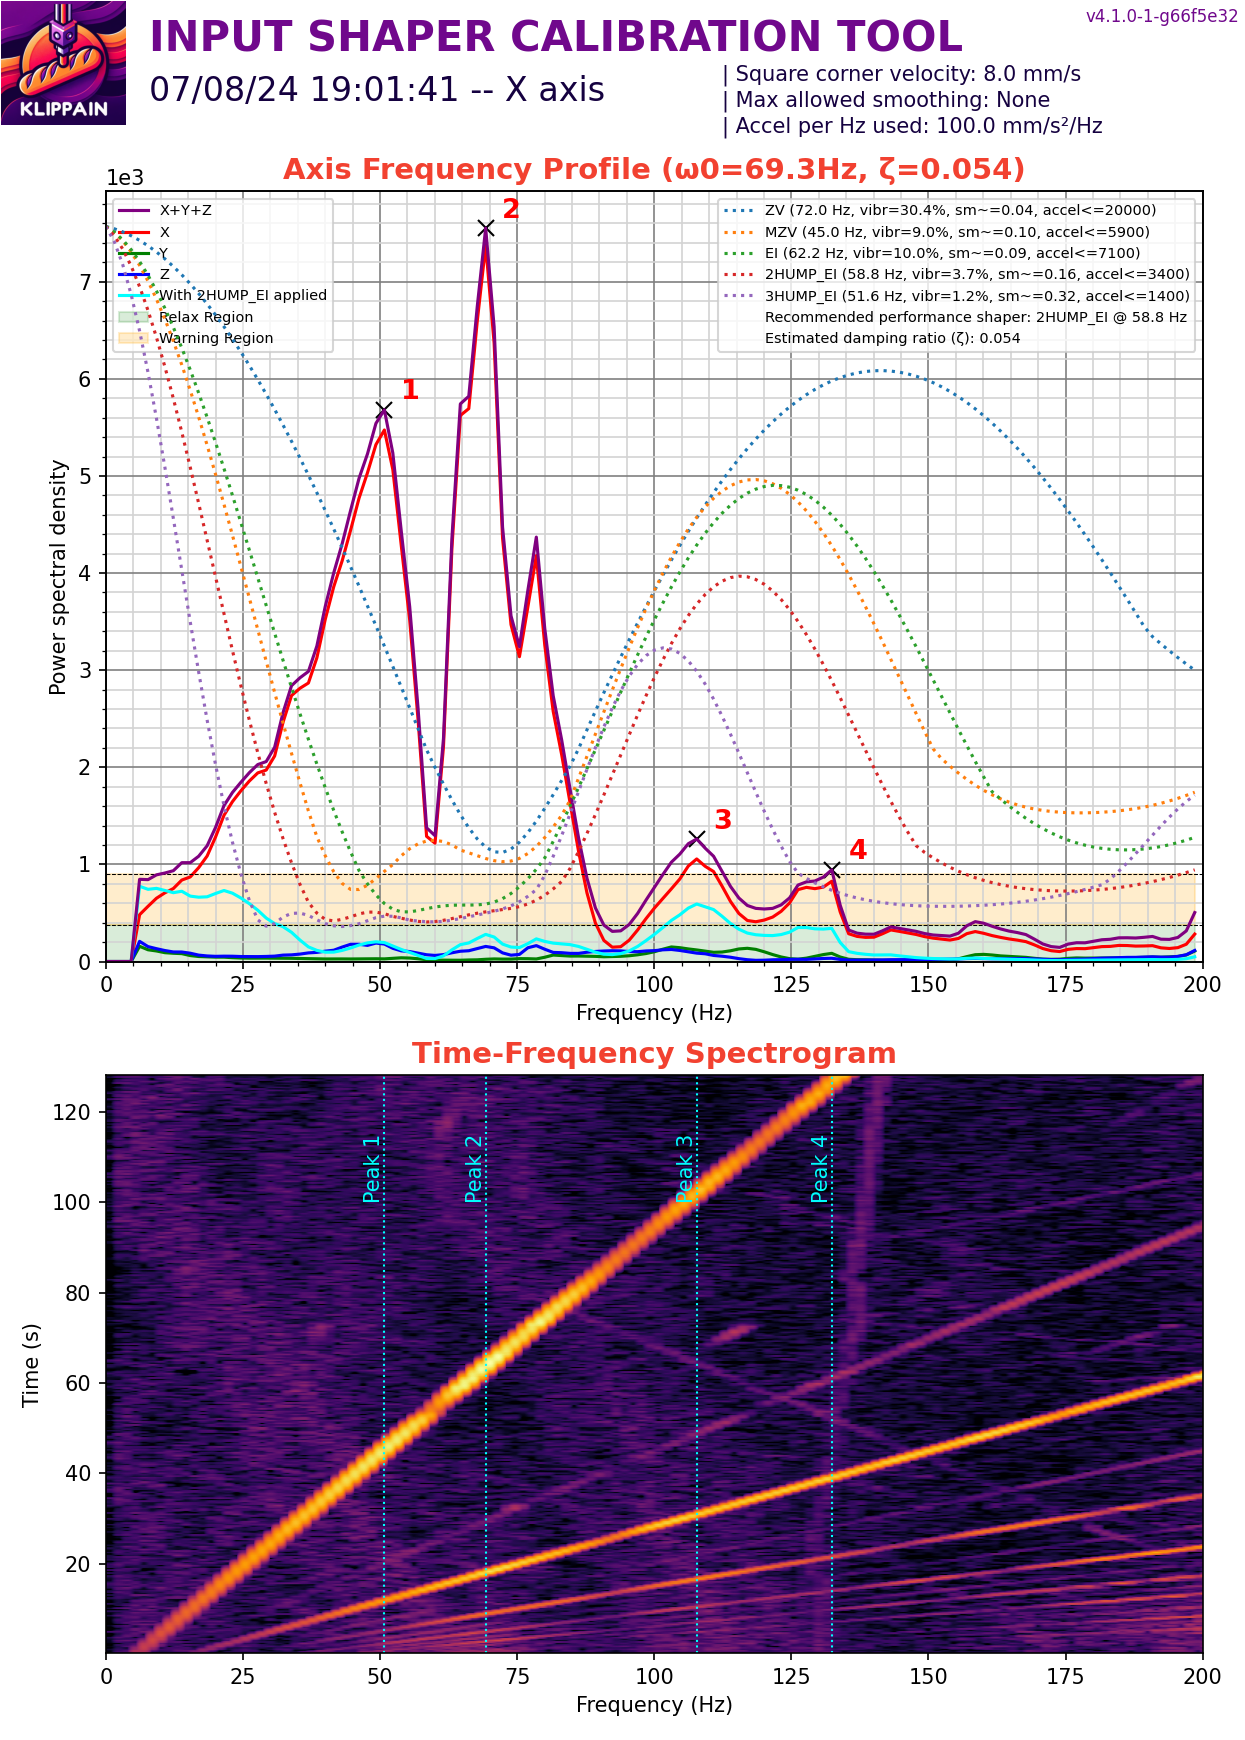 v4.1.0-1-g66f5e32
INPUT SHAPER CALIBRATION TOOL
07/08/24 19:01:41 -- X axis
| Square corner velocity: 8.0 mm/s
| Max allowed smoothing: None
| Accel per Hz used: 100.0 mm/s²/Hz
KLIPPAIN
Axis Frequency Profile (ω0=69.3Hz, ζ=0.054)
1e3
X+Y+Z
X
Y
Z
With 2HUMP_EI applied
Relax Region
Warning Region
ZV (72.0 Hz, vibr=30.4%, sm~=0.04, accel<=20000)
MZV (45.0 Hz, vibr=9.0%, sm~=0.10, accel<=5900)
EI (62.2 Hz, vibr=10.0%, sm~=0.09, accel<=7100)
2HUMP_EI (58.8 Hz, vibr=3.7%, sm~=0.16, accel<=3400)
3HUMP_EI (51.6 Hz, vibr=1.2%, sm~=0.32, accel<=1400)
Recommended performance shaper: 2HUMP_EI @ 58.8 Hz
Estimated damping ratio (ζ): 0.054
1
2
3
4
Power spectral density
7
6
5
4
3
2
1
0
0 25 50 75 100 125 150 175 200
Frequency (Hz)
Time-Frequency Spectrogram
Peak 1
Peak 2
Peak 3
Peak 4
Time (s)
120
100
80
60
40
20
0 25 50 75 100 125 150 175 200
Frequency (Hz)